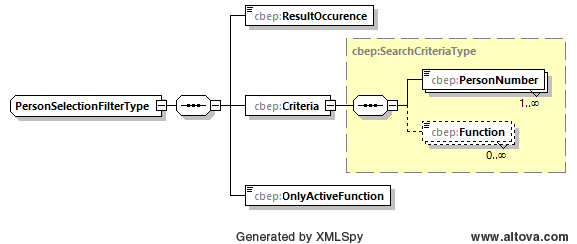 cbep:ResultOccurence
cbep:SearchCriteriaType
cbep:PersonNumber
PersonSelectionFilterType
cbep:Criteria
1..∞
cbep:Function
0..∞
cbep:OnlyActiveFunction
Generated by XMLSpy
www.altova.com